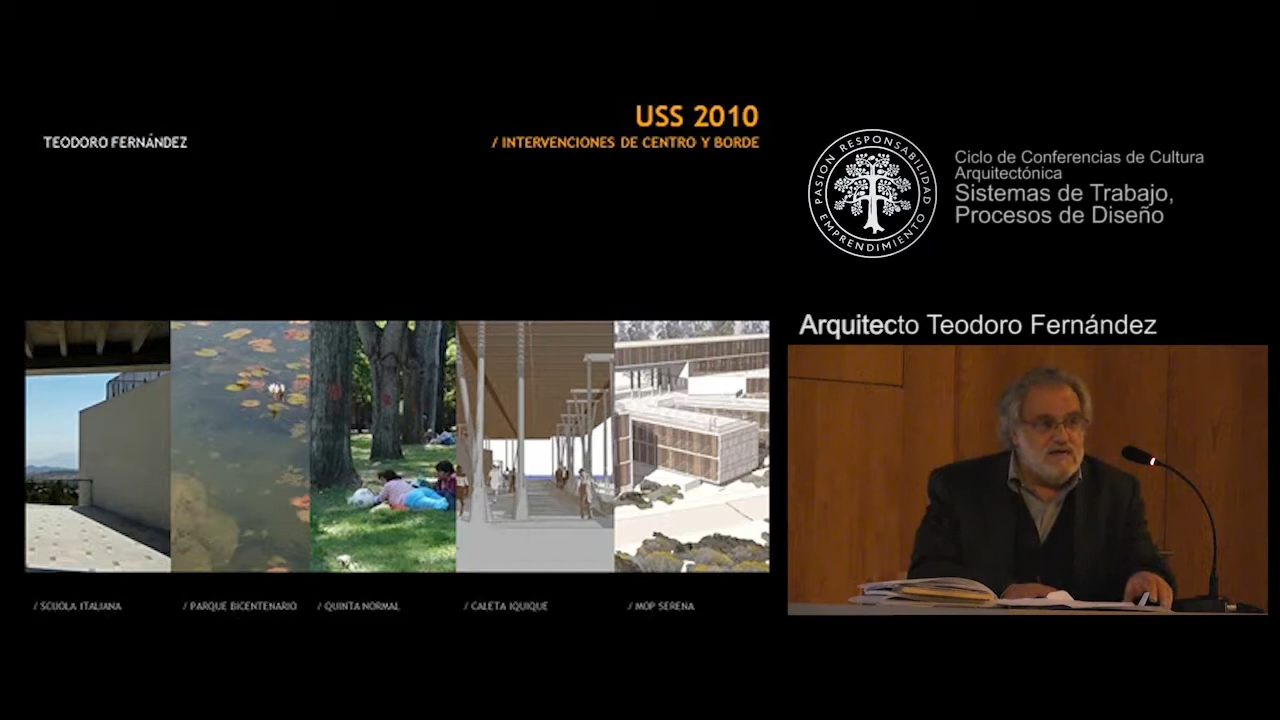 USS 2010
TEODORO FERNÁNDEZ
/ INTERVENCIONES DE CENTRO Y BORDE
PASION RESPONSABILIDAD EMPRENDIMIENTO
Ciclo de Conferencias de Cultura
Arquitectónica
Sistemas de Trabajo,
Procesos de Diseño
Arquitecto Teodoro Fernández
/ SCUOLA ITALIANA
/ PARQUE BICENTENARIO
/ QUINTA NORMAL
/ CALETA IQUIQUE
/ MOP SERENA